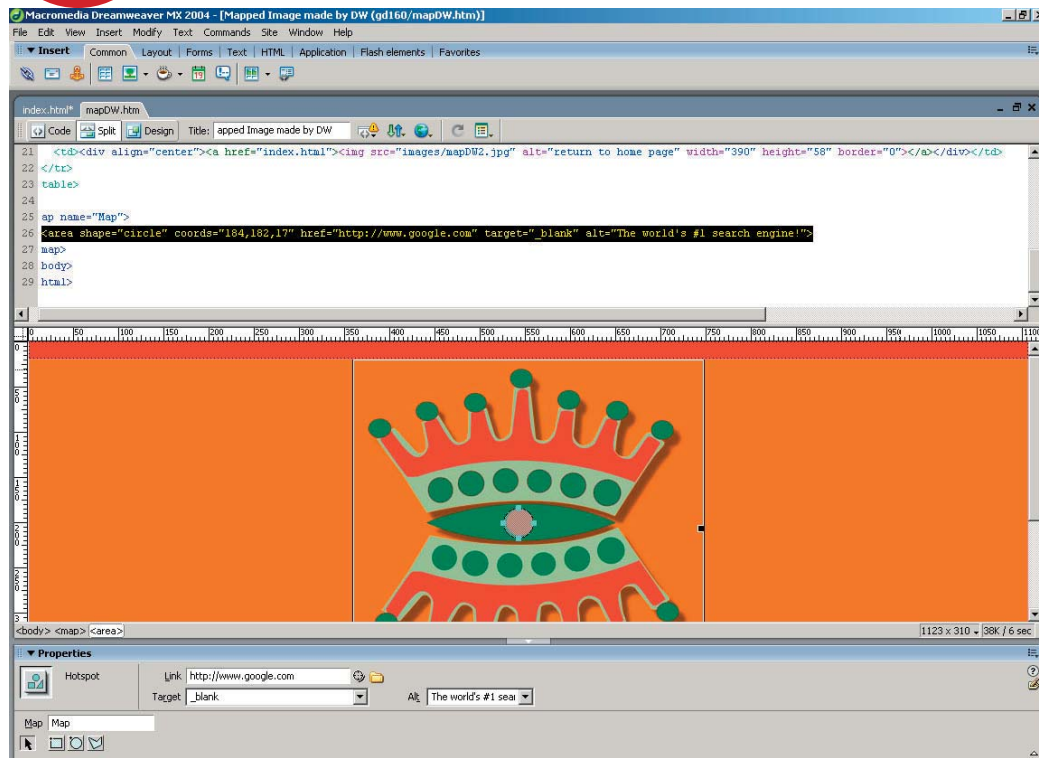 Macromedia Dreamweaver MX 2004 - [Mapped Image made by DW (gd160/mapDW.htm)]
File Edit View Insert Modify Text Commands Site Window Help
▼ Insert Common Layout Forms Text HTML Application Flash elements Favorites
19
index.html* mapDW.htm
Code Split Design Title: apped Image made by DW
21 <td><div align="center"><a href="index.html"><img src="images/mapDW2.jpg" alt="return to home page" width="390" height="58" border="0"></a></div></td>
22 </tr>
23 table>
24
25 ap name="Map">
26 <area shape="circle" coords="184,182,17" href="http://www.google.com" target="_blank" alt="The world's #1 search engine!">
27 map>
28 body>
29 html>
0 50 100 150 200 250 300 350 400 450 500 550 600 650 700 750 800 850 900 950 1000 1050 1100
0
50
100
150
200
250
3
<body> <map> <area> 1123 x 310 38K / 6 sec
▼ Properties
Hotspot Link http://www.google.com
Target _blank Alt The world's #1 sear
Map Map